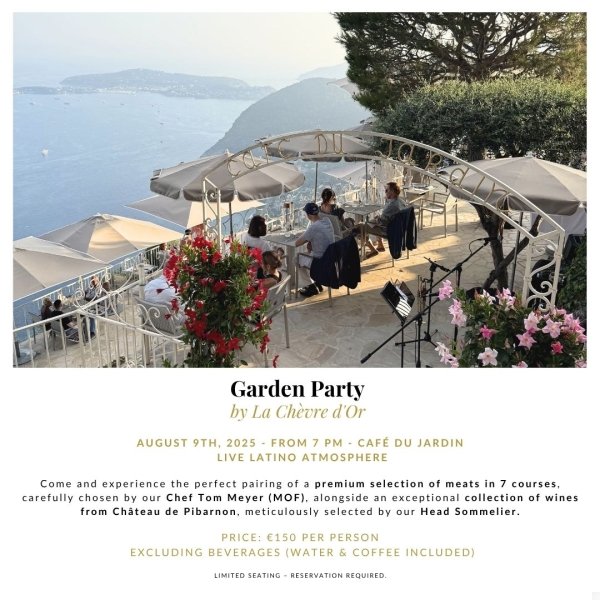 CAFE DU JARDIN
Garden Party
by La Chèvre d'Or
AUGUST 9TH, 2025 - FROM 7 PM - CAFÉ DU JARDIN
LIVE LATINO ATMOSPHERE
Come and experience the perfect pairing of a premium selection of meats in 7 courses,
carefully chosen by our Chef Tom Meyer (MOF), alongside an exceptional collection of wines
from Château de Pibarnon, meticulously selected by our Head Sommelier.
PRICE: €150 PER PERSON
EXCLUDING BEVERAGES (WATER & COFFEE INCLUDED)
LIMITED SEATING – RESERVATION REQUIRED.